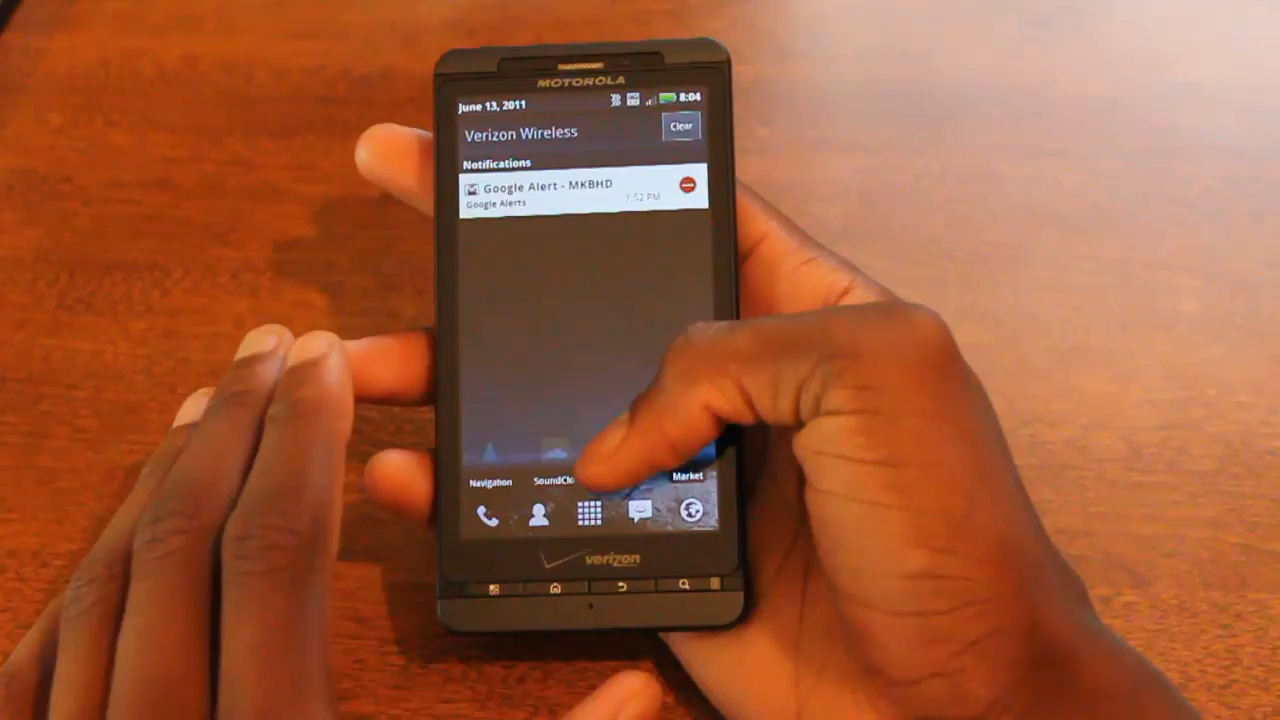 MOTOROLA
June 13, 2011 8:04
Verizon Wireless Clear
Notifications
Google Alert - MKBHD
Google Alerts 7:52 PM
Navigation SoundClo Market
verizon